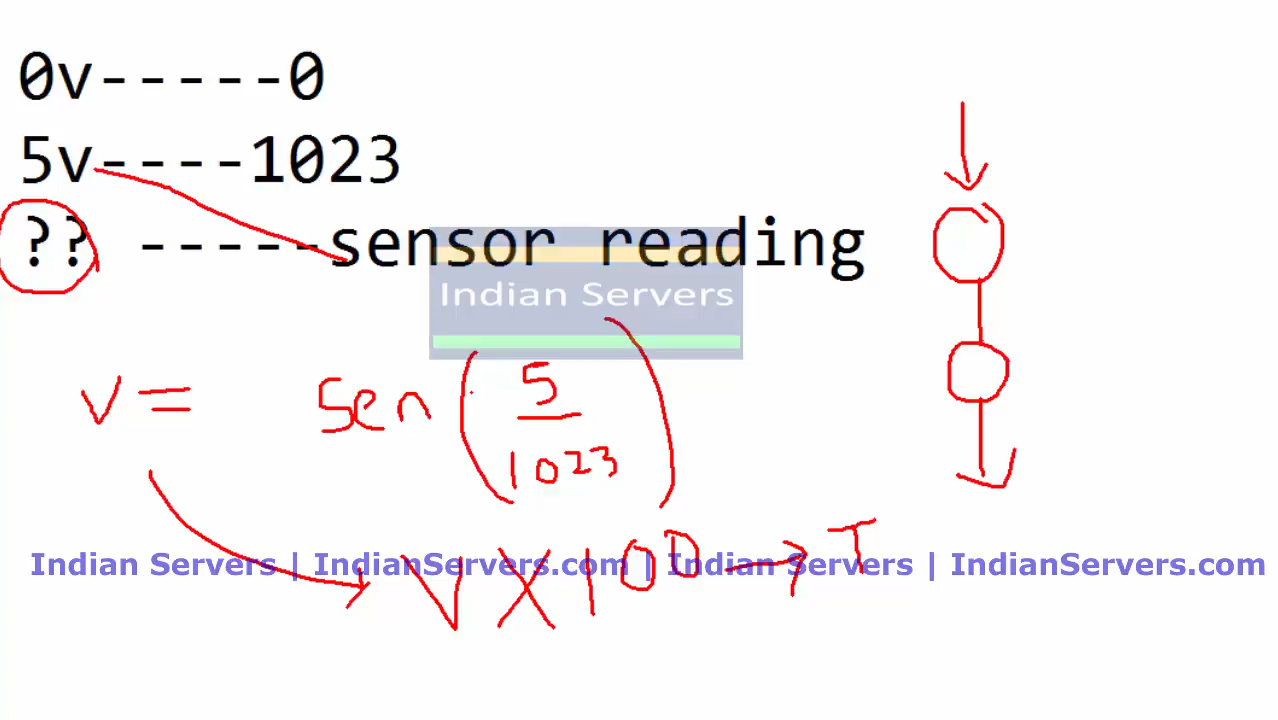 0v-----0
5v----1023
?? -----sensor reading
Indian Servers
v = sen (5/1023)
Indian Servers | IndianServers.com | Indian Servers | IndianServers.com
V X 100 → T